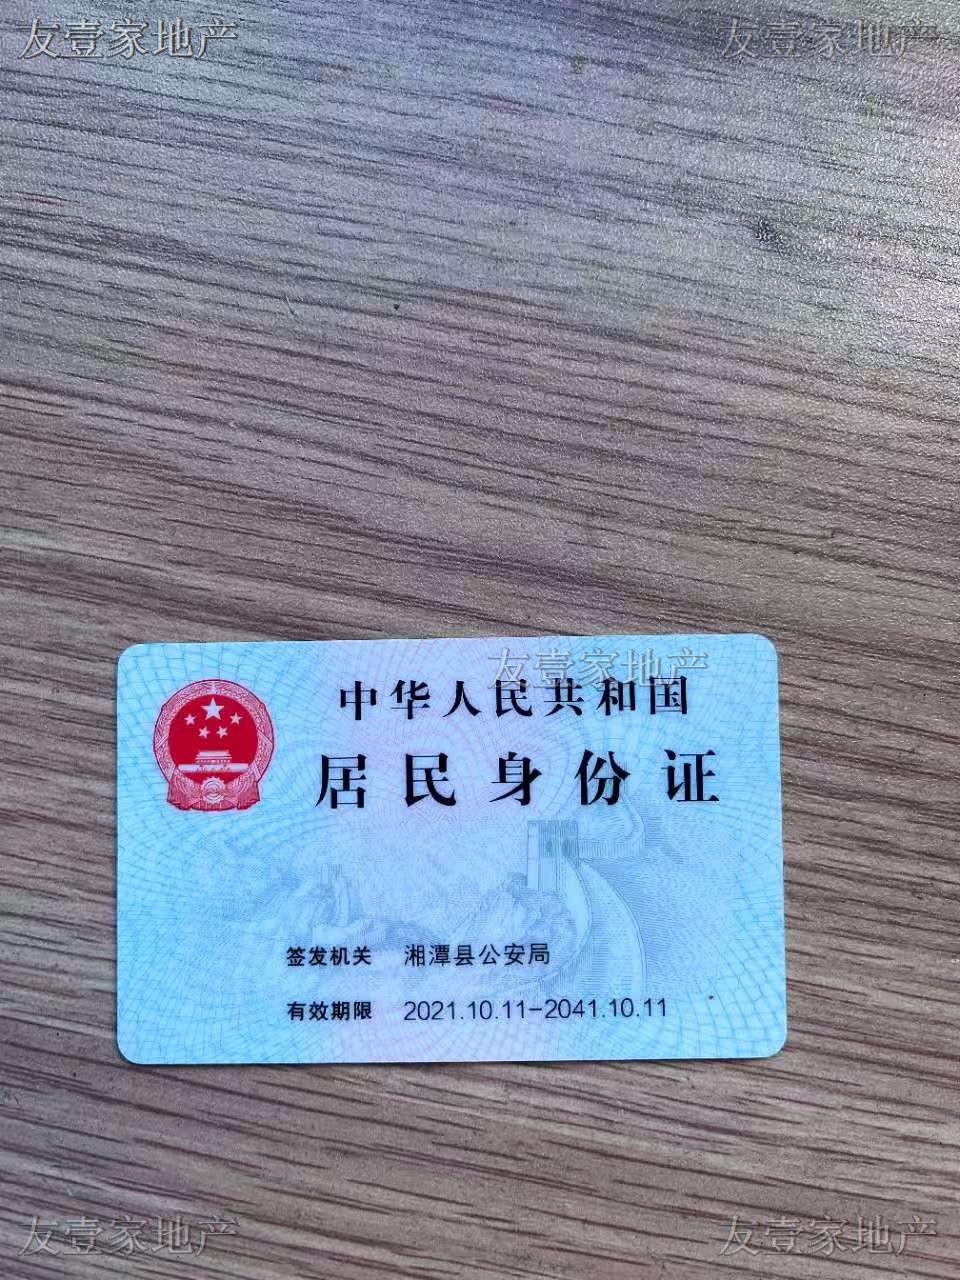 友壹家地产 友壹家地产
友壹家地产
中华人民共和国
居民身份证
签发机关 湘潭县公安局
有效期限 2021.10.11-2041.10.11
友壹家地产 友壹家地产